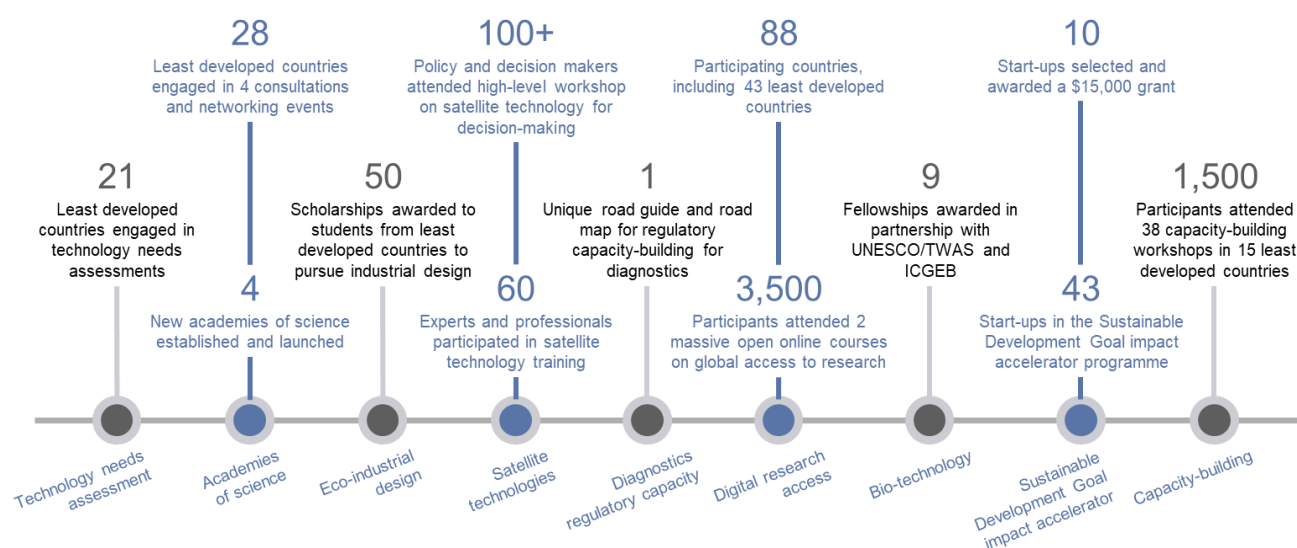 28
Least developed countries
engaged in 4 consultations
and networking events
100+
Policy and decision makers
attended high-level workshop
on satellite technology for
decision-making
88
Participating countries,
including 43 least developed
countries
10
Start-ups selected and
awarded a $15,000 grant
21
Least developed
countries engaged in
technology needs
assessments
50
Scholarships awarded to
students from least
developed countries to
pursue industrial design
1
Unique road guide and road
map for regulatory
capacity-building for
diagnostics
9
Fellowships awarded in
partnership with
UNESCO/TWAS and
ICGEB
1,500
Participants attended
38 capacity-building
workshops in 15 least
developed countries
4
New academies of science
established and launched
60
Experts and professionals
participated in satellite
technology training
3,500
Participants attended 2
massive open online courses
on global access to research
43
Start-ups in the Sustainable
Development Goal impact
accelerator programme
Technology needs
assessment
Academies
of science
Eco-industrial
design
Satellite
technologies
Diagnostics
regulatory capacity
Digital research
access
Bio-technology
Sustainable
Development Goal
impact accelerator
Capacity-building